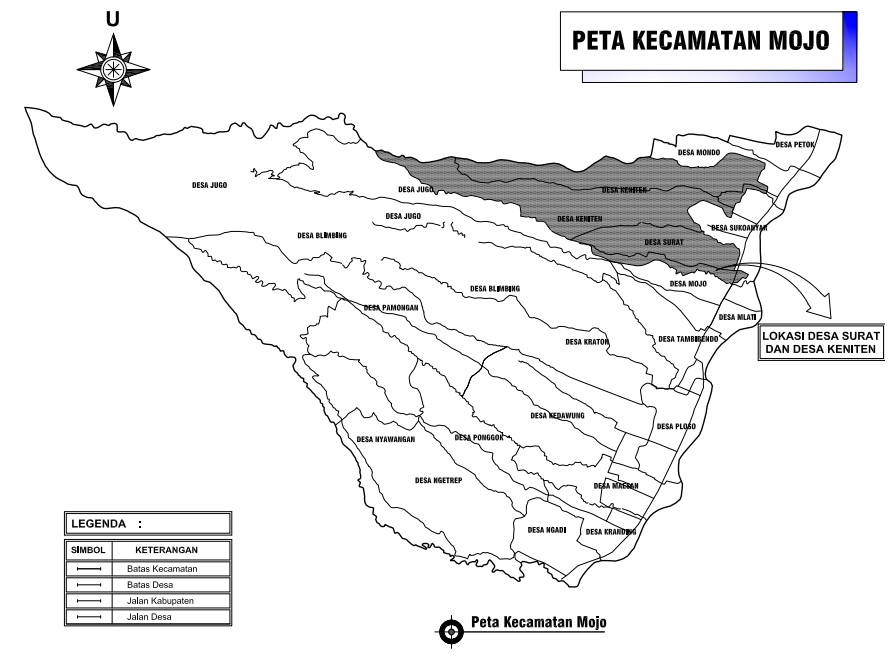 U
PETA KECAMATAN MOJO
DESA PETOK
DESA MONDO
DESA JUGO
DESA JUGO
DESA KENITEN
DESA JUGO
DESA KENITEN
DESA SUKOANYAR
DESA BLIMBING
DESA SURAT
DESA MOJO
DESA BLIMBING
DESA PAMONGAN
DESA MLATI
LOKASI DESA SURAT
DAN DESA KENITEN
DESA KRATON
DESA TAMBIBENDO
DESA KEDAWUNG
DESA PLOSO
DESA NYAWANGAN
DESA PONGGOK
DESA NGETREP
DESA MAESAN
DESA NGADI
DESA KRANDING
LEGENDA :
SIMBOL KETERANGAN
Batas Kecamatan
Batas Desa
Jalan Kabupaten
Jalan Desa
Peta Kecamatan Mojo